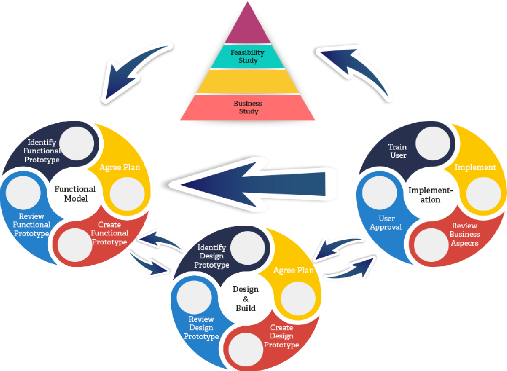 Feasibility
Study
Business
Study
Identify
Functional
Prototype
Agree Plan
Functional
Model
Review
Functional
Prototype
Create
Functional
Prototype
Train
User
Implement
Implement-
ation
User
Approval
Review
Business
Aspecrs
Identify
Design
Prototype
Agree Plan
Design
&
Build
Review
Design
Prototype
Create
Design
Prototype